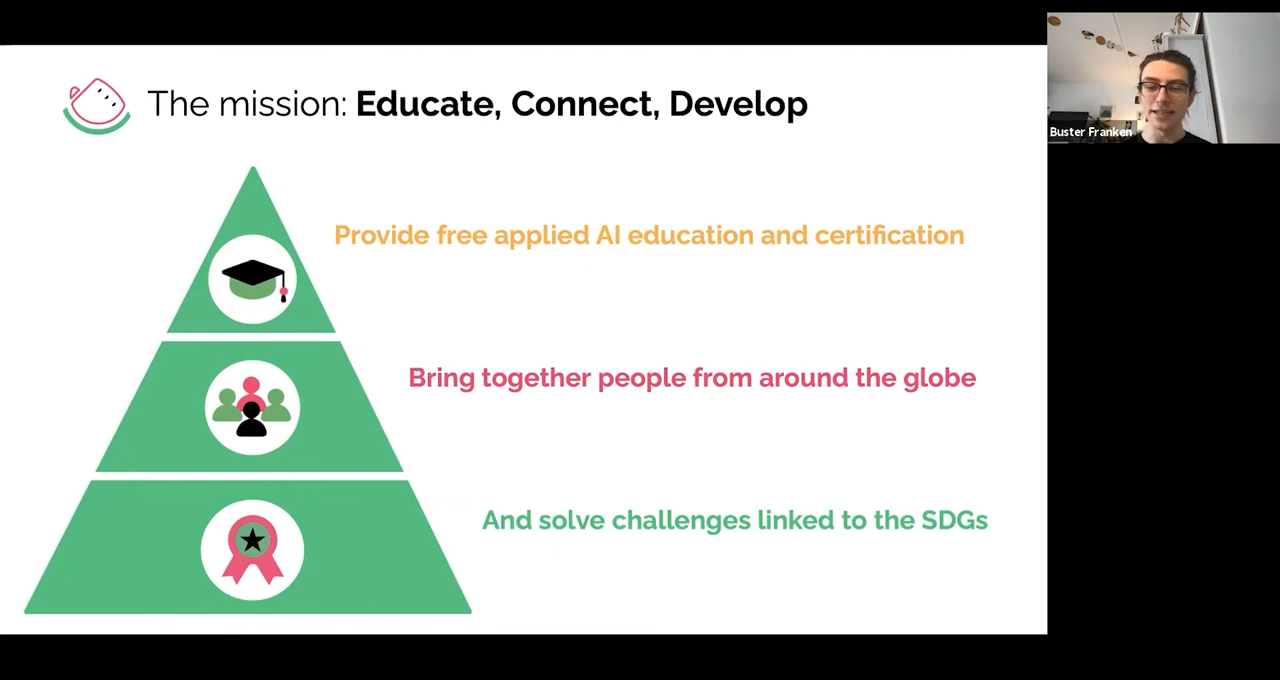 The mission: Educate, Connect, Develop
Buster Franken
Provide free applied AI education and certification
Bring together people from around the globe
And solve challenges linked to the SDGs